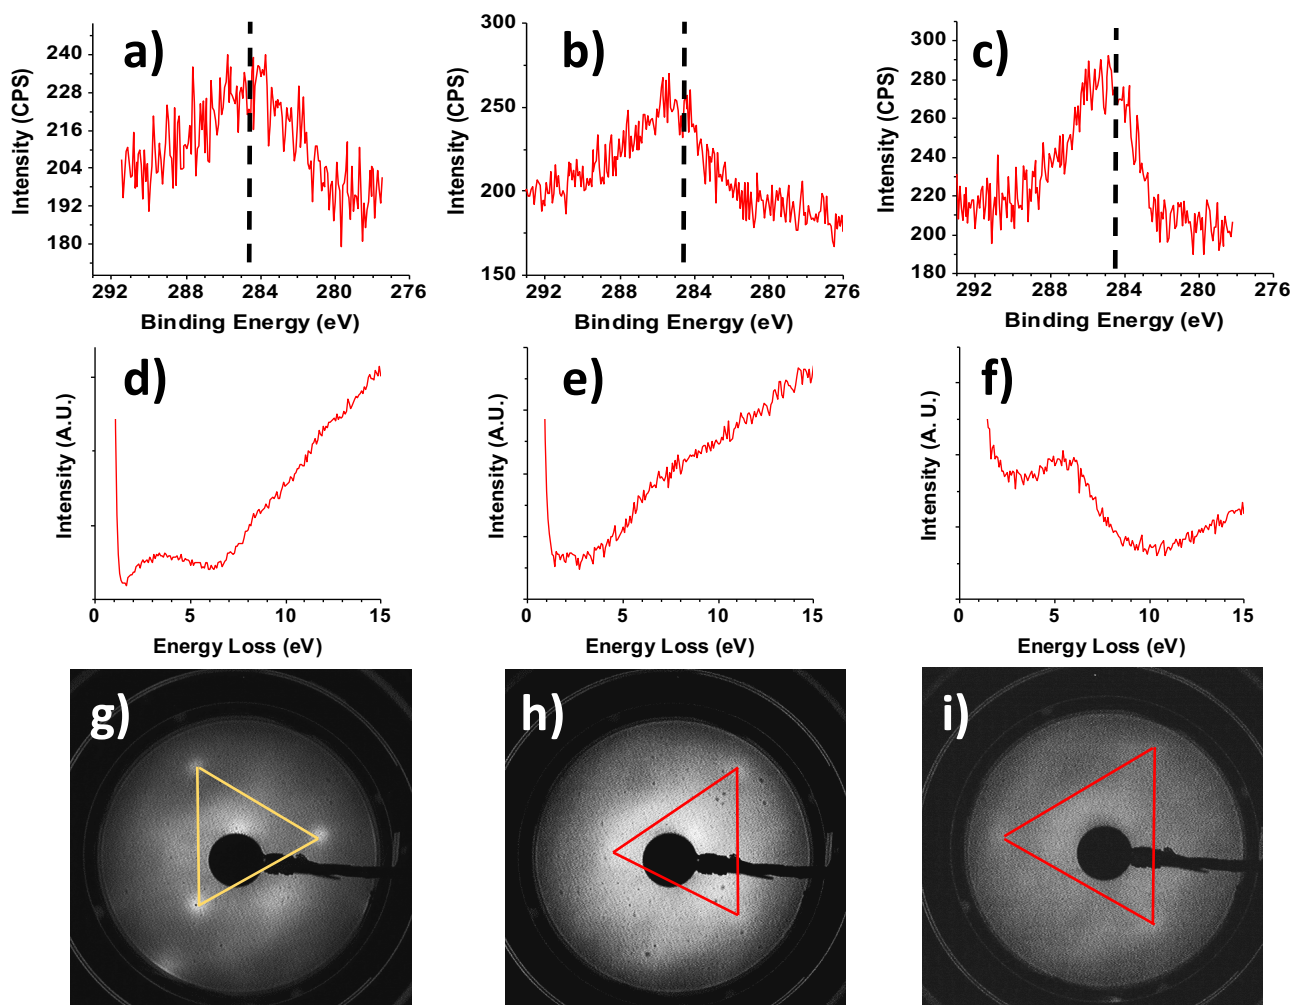 a)
Intensity (CPS)
240
228
216
204
192
180
292 288 284 280 276
Binding Energy (eV)
b)
Intensity (CPS)
300
250
200
150
292 288 284 280 276
Binding Energy (eV)
c)
Intensity (CPS)
300
280
260
240
220
200
180
292 288 284 280 276
Binding Energy (eV)
d)
Intensity (A.U.)
0 5 10 15
Energy Loss (eV)
e)
Intensity (A.U.)
0 5 10 15
Energy Loss (eV)
f)
Intensity (A. U.)
0 5 10 15
Energy Loss (eV)
g)
h)
i)